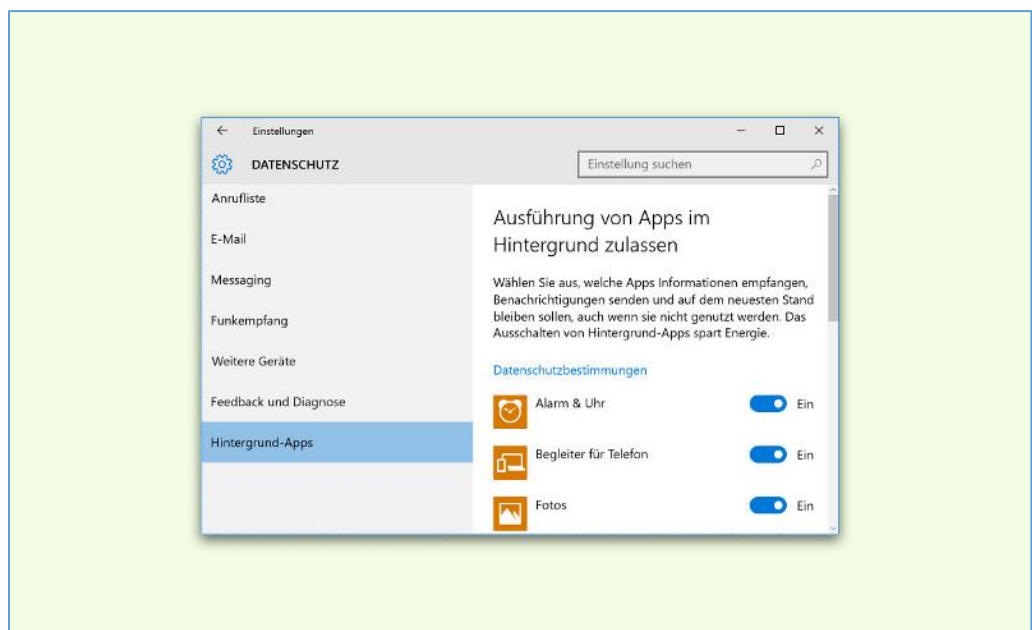 Einstellungen
DATENSCHUTZ
Einstellung suchen
Anrufliste
E-Mail
Messaging
Funkempfang
Weitere Geräte
Feedback und Diagnose
Hintergrund-Apps
Ausführung von Apps im
Hintergrund zulassen
Wählen Sie aus, welche Apps Informationen empfangen,
Benachrichtigungen senden und auf dem neuesten Stand
bleiben sollen, auch wenn sie nicht genutzt werden. Das
Ausschalten von Hintergrund-Apps spart Energie.
Datenschutzbestimmungen
Alarm & Uhr Ein
Begleiter für Telefon Ein
Fotos Ein